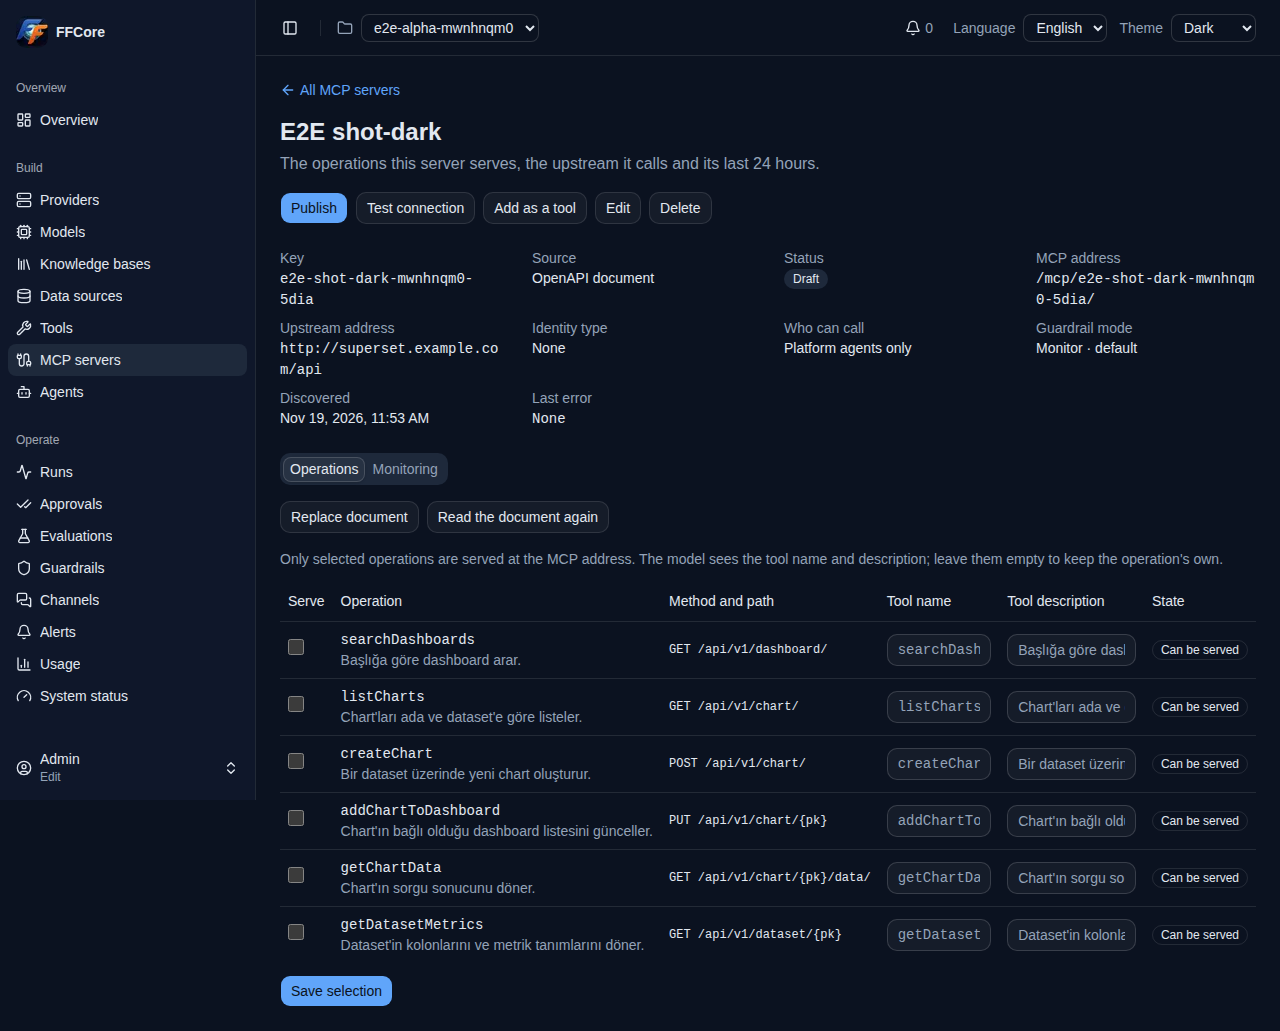 FFCore
e2e-alpha-mwnhnqm0
0
Language
English
Theme
Dark
Overview
Overview
Build
Providers
Models
Knowledge bases
Data sources
Tools
MCP servers
Agents
Operate
Runs
Approvals
Evaluations
Guardrails
Channels
Alerts
Usage
System status
Admin
Edit
All MCP servers
E2E shot-dark
The operations this server serves, the upstream it calls and its last 24 hours.
Publish
Test connection
Add as a tool
Edit
Delete
Key
e2e-shot-dark-mwnhnqm0-
5dia
Source
OpenAPI document
Status
Draft
MCP address
/mcp/e2e-shot-dark-mwnhnqm
0-5dia/
Upstream address
http://superset.example.co
m/api
Identity type
None
Who can call
Platform agents only
Guardrail mode
Monitor · default
Discovered
Nov 19, 2026, 11:53 AM
Last error
None
Operations
Monitoring
Replace document
Read the document again
Only selected operations are served at the MCP address. The model sees the tool name and description; leave them empty to keep the operation's own.
Serve Operation Method and path Tool name Tool description State
searchDashboards
Başlığa göre dashboard arar.
GET /api/v1/dashboard/
searchDash
Başlığa göre dasl
Can be served
listCharts
Chart'ları ada ve dataset'e göre listeler.
GET /api/v1/chart/
listCharts
Chart'ları ada ve
Can be served
createChart
Bir dataset üzerinde yeni chart oluşturur.
POST /api/v1/chart/
createChar
Bir dataset üzerin
Can be served
addChartToDashboard
Chart'ın bağlı olduğu dashboard listesini günceller.
PUT /api/v1/chart/{pk}
addChartTo
Chart'ın bağlı oldu
Can be served
getChartData
Chart'ın sorgu sonucunu döner.
GET /api/v1/chart/{pk}/data/
getChartDa
Chart'ın sorgu so
Can be served
getDatasetMetrics
Dataset'in kolonlarını ve metrik tanımlarını döner.
GET /api/v1/dataset/{pk}
getDataset
Dataset'in kolonla
Can be served
Save selection